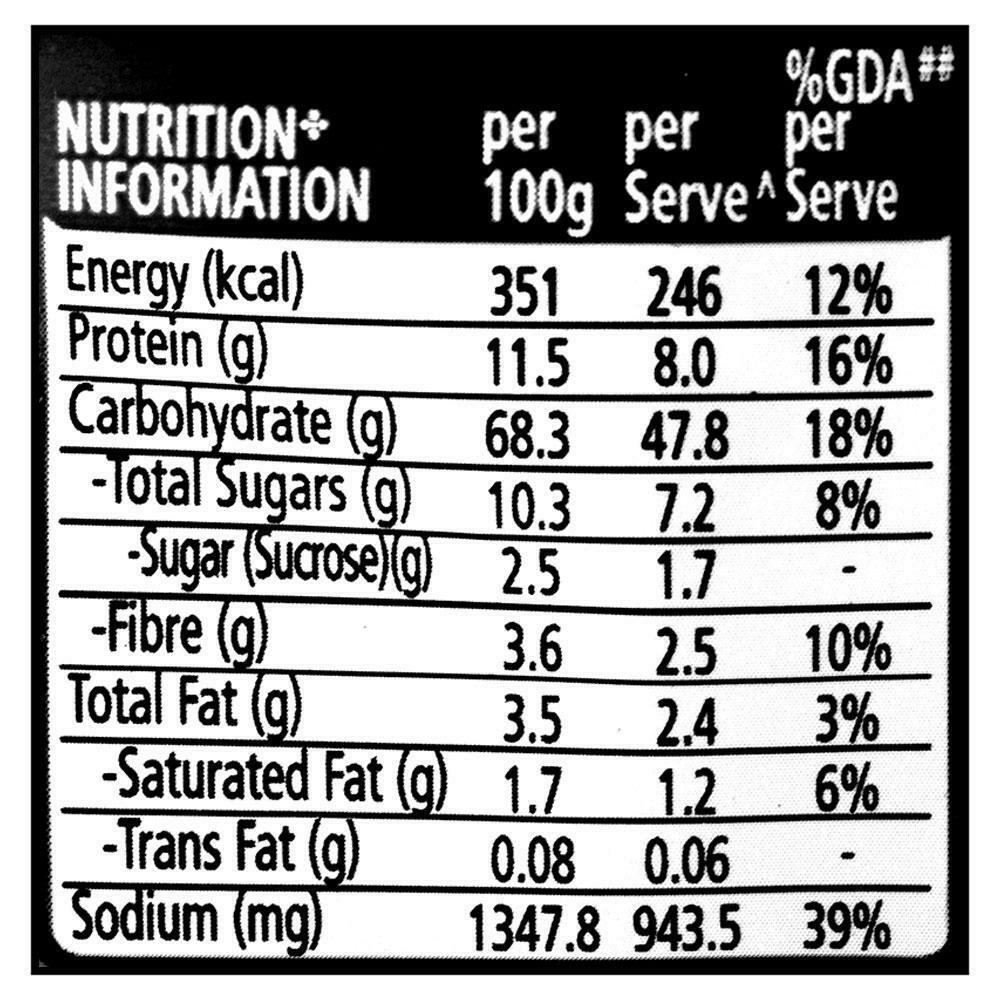 NUTRITION✤ INFORMATION per 100g per Serve^ %GDA## per Serve
Energy (kcal) 351 246 12%
Protein (g) 11.5 8.0 16%
Carbohydrate (g) 68.3 47.8 18%
-Total Sugars (g) 10.3 7.2 8%
-Sugar (Sucrose)(g) 2.5 1.7 -
-Fibre (g) 3.6 2.5 10%
Total Fat (g) 3.5 2.4 3%
-Saturated Fat (g) 1.7 1.2 6%
-Trans Fat (g) 0.08 0.06 -
Sodium (mg) 1347.8 943.5 39%